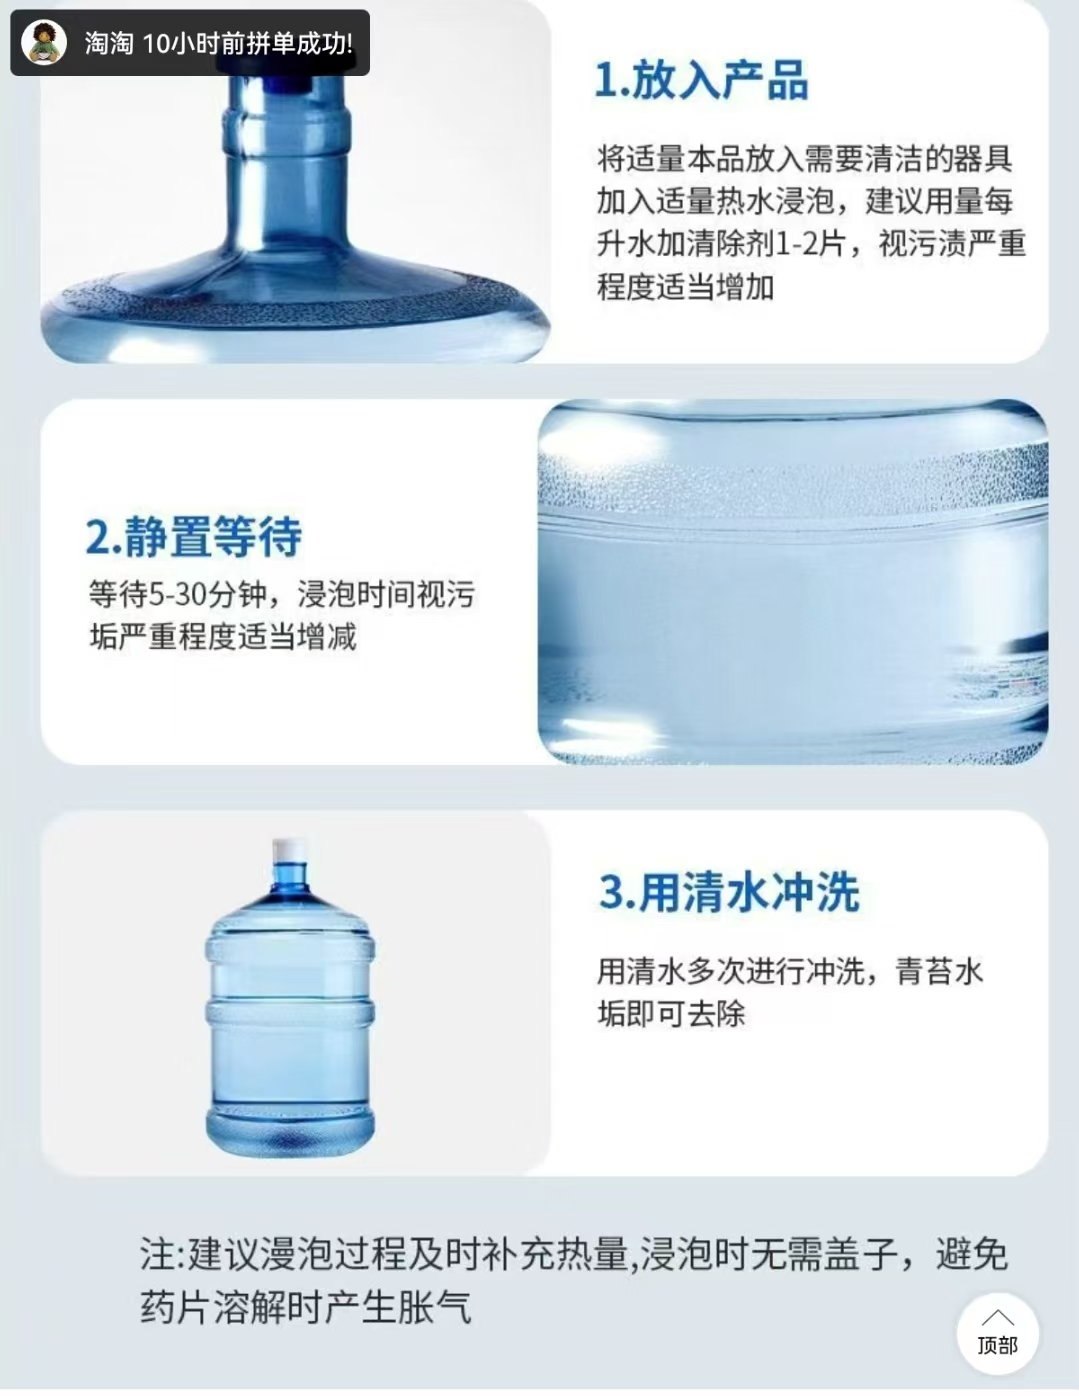 淘淘 10小时前拼单成功!
1.放入产品
将适量本品放入需要清洁的器具
加入适量热水浸泡，建议用量每
升水加清除剂1-2片，视污渍严重
程度适当增加
2.静置等待
等待5-30分钟，浸泡时间视污
垢严重程度适当增减
3.用清水冲洗
用清水多次进行冲洗，青苔水
垢即可去除
注:建议漫泡过程及时补充热量,浸泡时无需盖子，避免
药片溶解时产生胀气
顶部